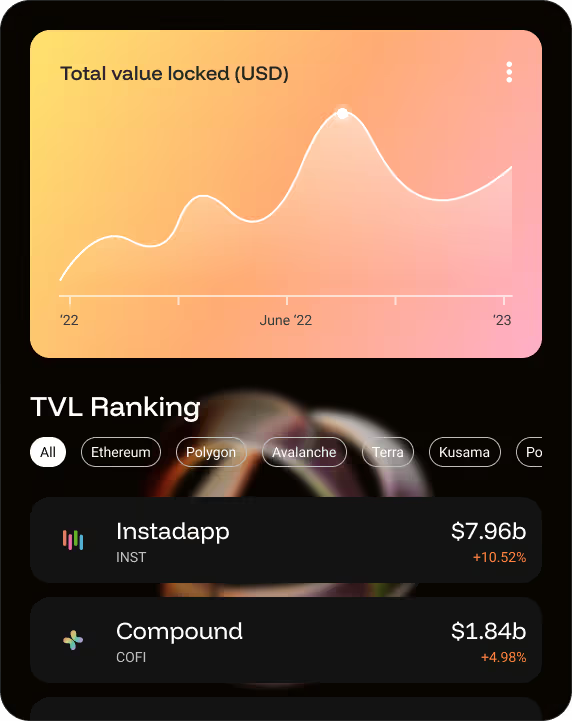 Total value locked (USD)
‘22 June ‘22 ‘23
TVL Ranking
All Ethereum Polygon Avalanche Terra Kusama Po
Instadapp $7.96b
INST +10.52%
Compound $1.84b
COFI +4.98%